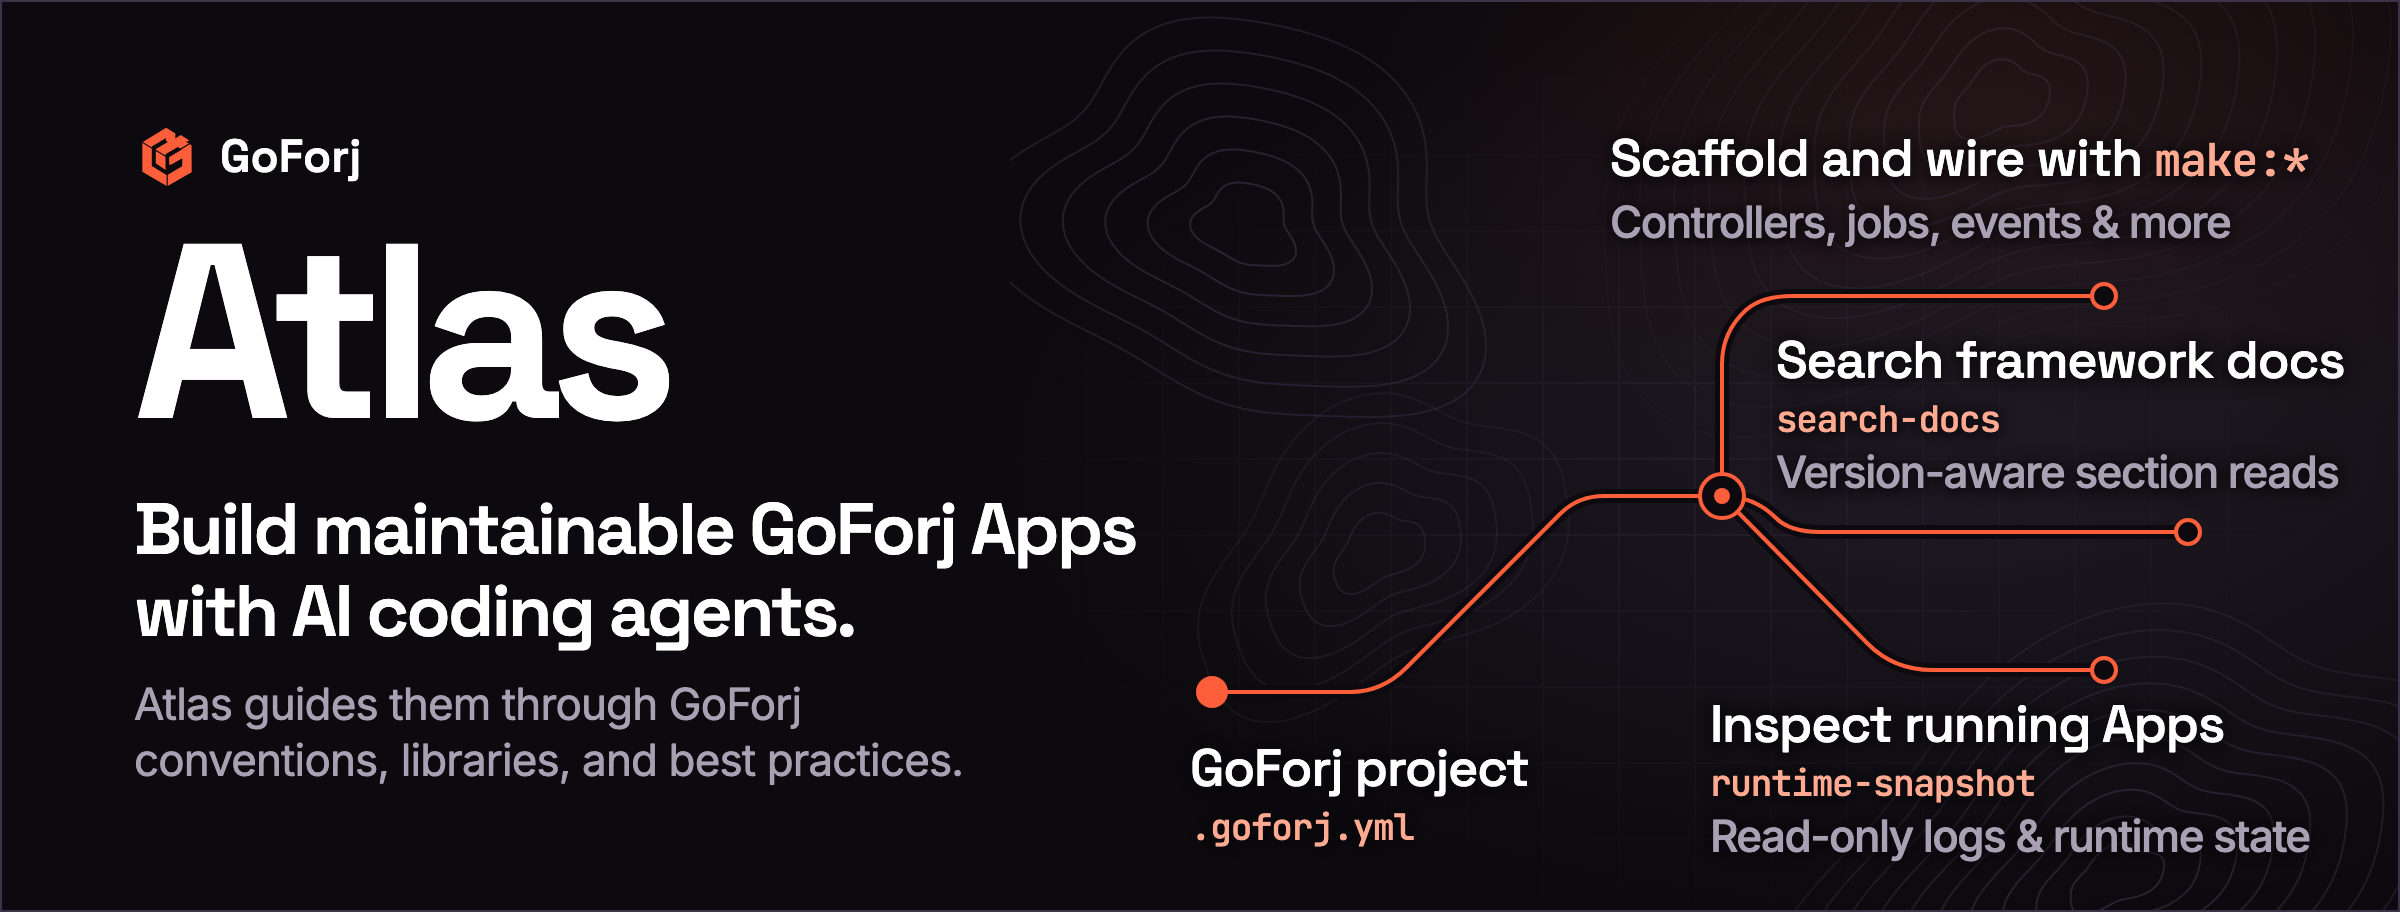 GoForj
Atlas
Build maintainable GoForj Apps
with AI coding agents.
Atlas guides them through GoForj
conventions, libraries, and best practices.
Scaffold and wire with make:*
Controllers, jobs, events & more
Search framework docs
search-docs
Version-aware section reads
GoForj project
.goforj.yml
Inspect running Apps
runtime-snapshot
Read-only logs & runtime state